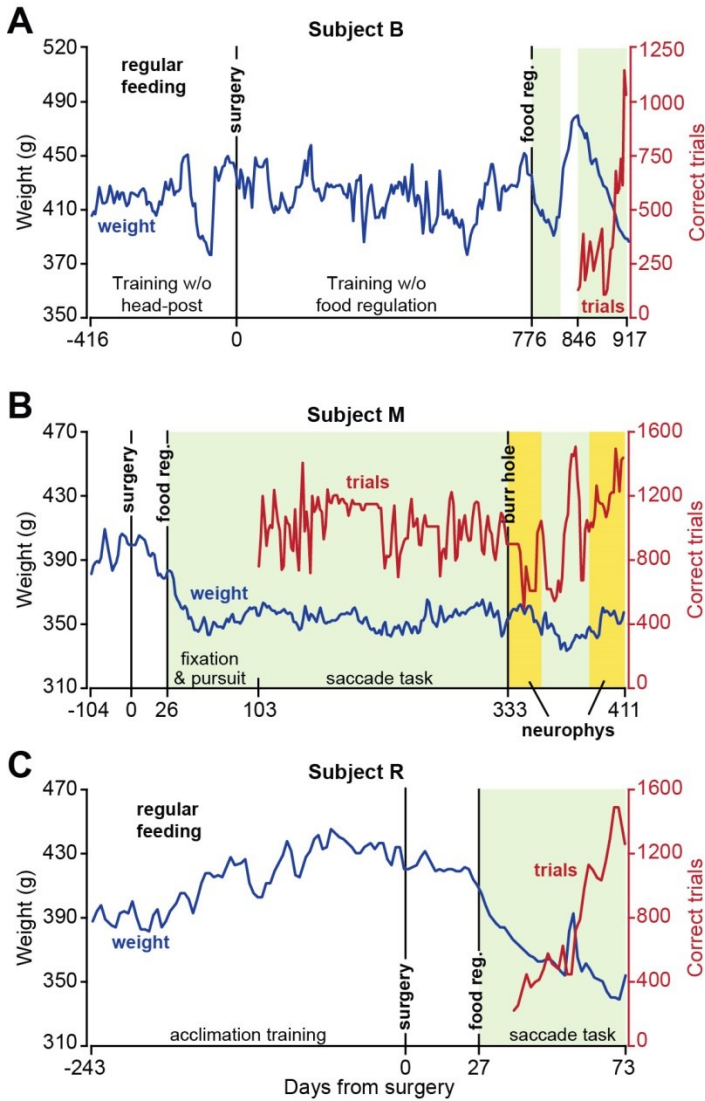 A
Subject B
520
490
450
410
370
350
Weight (g)
regular
feeding
surgery
food reg.
weight
Training w/o
head-post
Training w/o
food regulation
trials
1250
1000
750
500
250
0
Correct trials
-416
0
776
846
917
B
Subject M
470
430
390
350
310
Weight (g)
surgery
food reg.
trials
burr hole
weight
fixation
& pursuit
saccade task
1600
1200
800
400
0
Correct trials
-104
0
26
103
333
411
neurophys
C
Subject R
470
430
390
350
310
Weight (g)
regular
feeding
weight
surgery
food reg.
trials
acclimation training
saccade task
1600
1200
800
400
0
Correct trials
-243
0
27
73
Days from surgery